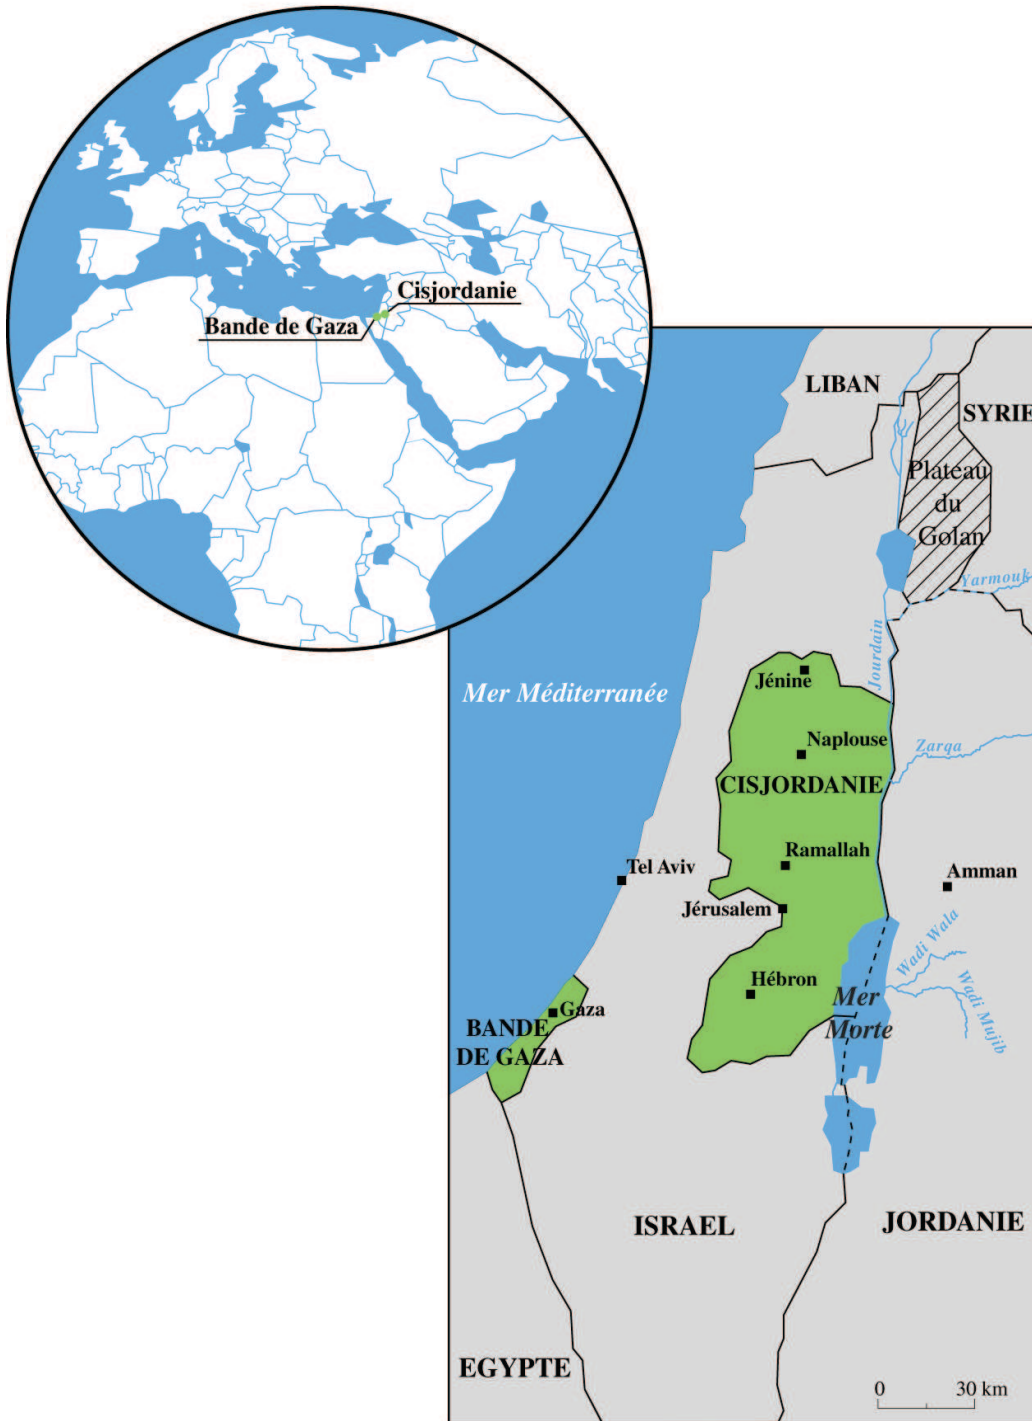 Cisjordanie
Bande de Gaza
LIBAN
SYRIE
Plateau
du
Golan
Yarmouk
Jourdain
Mer Méditerranée
Jénine
Naplouse
Zarqa
CISJORDANIE
Ramallah
Tel Aviv
Amman
Jérusalem
Wadi Wala
Hébron
Mer
Morte
Wadi Mujib
Gaza
BANDE
DE GAZA
ISRAEL
JORDANIE
EGYPTE
0 30 km